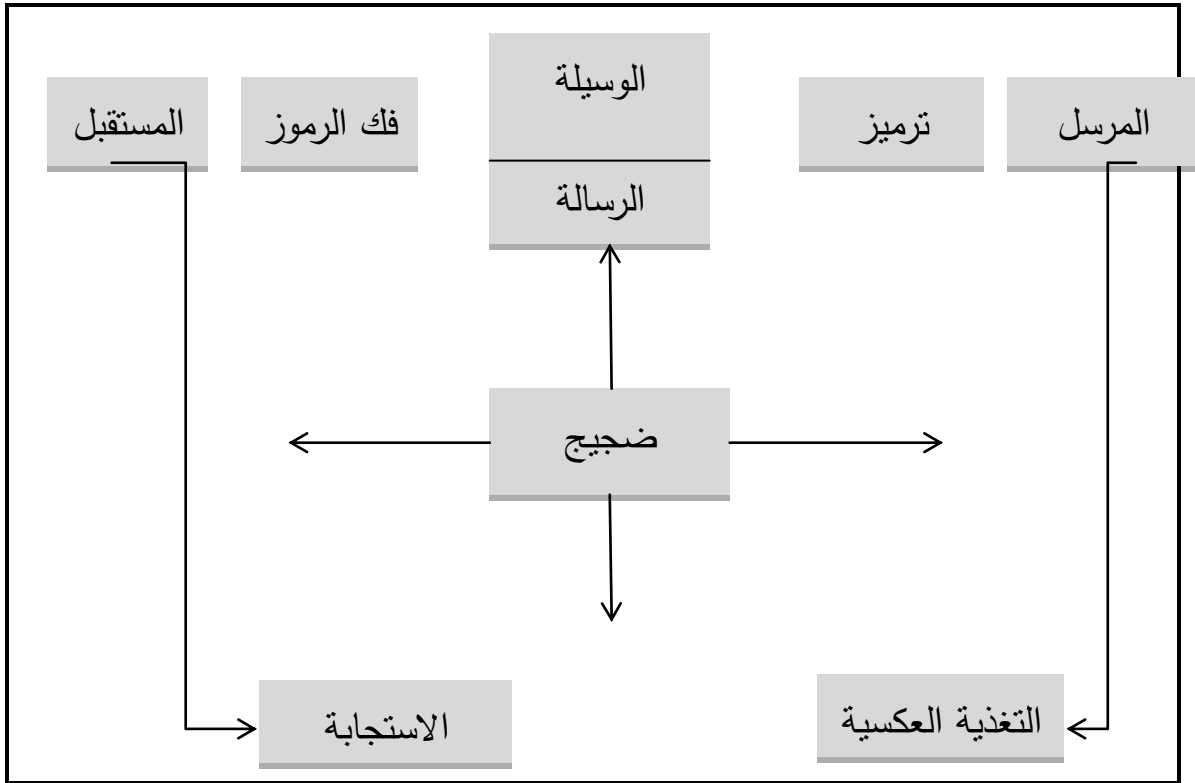 المرسل
ترميز
الوسيلة
الرسالة
فك الرموز
المستقبل
ضجيج
التغذية العكسية
الاستجابة